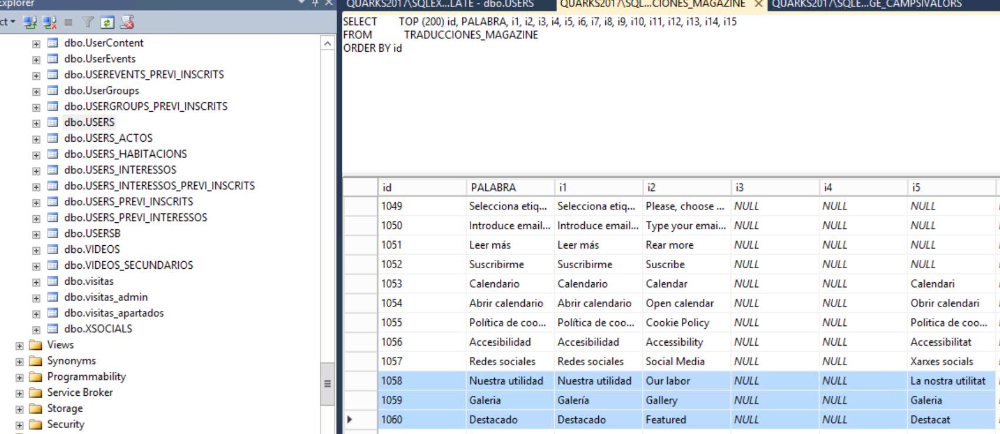 Explorer
QUARKS2017\SQLEX...LATE - dbo.USERS
QUARKS2017\SQL...CIONES_MAGAZINE
QUARKS2017\SQLE...GE_CAMPSIVALORS
ct
SELECT TOP (200) id, PALABRA, i1, i2, i3, i4, i5, i6, i7, i8, i9, i10, i11, i12, i13, i14, i15
FROM TRADUCCIONES_MAGAZINE
ORDER BY id
dbo.UserContent
dbo.UserEvents
dbo.USEREVENTS_PREVI_INSCRITS
dbo.UserGroups
dbo.USERGROUPS_PREVI_INSCRITS
dbo.USERS
dbo.USERS_ACTOS
dbo.USERS_HABITACIONS
dbo.USERS_INTERESSOS
dbo.USERS_INTERESSOS_PREVI_INSCRITS
dbo.USERS_PREVI_INSCRITS
dbo.USERS_PREVI_INTERESSOS
dbo.USERSB
dbo.VIDEOS
dbo.VIDEOS_SECUNDARIOS
dbo.visitas
dbo.visitas_admin
dbo.visitas_apartados
dbo.XSOCIALS
Views
Synonyms
Programmability
Service Broker
Storage
Security
id PALABRA i1 i2 i3 i4 i5
1049 Selecciona etiq... Selecciona etiq... Please, choose ... NULL NULL NULL
1050 Introduce email... Introduce email... Type your emai... NULL NULL NULL
1051 Leer más Leer más Rear more NULL NULL NULL
1052 Suscribirme Suscribirme Suscribe NULL NULL NULL
1053 Calendario Calendario Calendar NULL NULL Calendari
1054 Abrir calendario Abrir calendario Open calendar NULL NULL Obrir calendari
1055 Política de coo... Política de coo... Cookie Policy NULL NULL Politica de coo...
1056 Accesibilidad Accesibilidad Accessibility NULL NULL Accessibilitat
1057 Redes sociales Redes sociales Social Media NULL NULL Xarxes socials
1058 Nuestra utilidad Nuestra utilidad Our labor NULL NULL La nostra utilitat
1059 Galeria Galería Gallery NULL NULL Galeria
1060 Destacado Destacado Featured NULL NULL Destacat